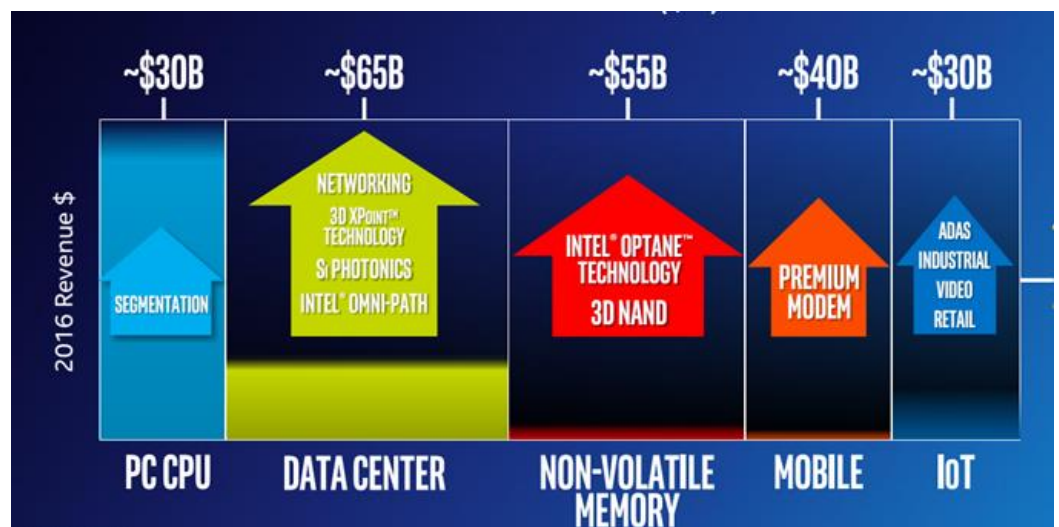 ~$30B
~$65B
~$55B
~$40B
~$30B
2016 Revenue $
SEGMENTATION
NETWORKING
3D XPOINT™
TECHNOLOGY
SI PHOTONICS
INTEL® OMNI-PATH
INTEL® OPTANE™
TECHNOLOGY
3D NAND
PREMIUM
MODEM
ADAS
INDUSTRIAL
VIDEO
RETAIL
PC CPU
DATA CENTER
NON-VOLATILE
MEMORY
MOBILE
IoT